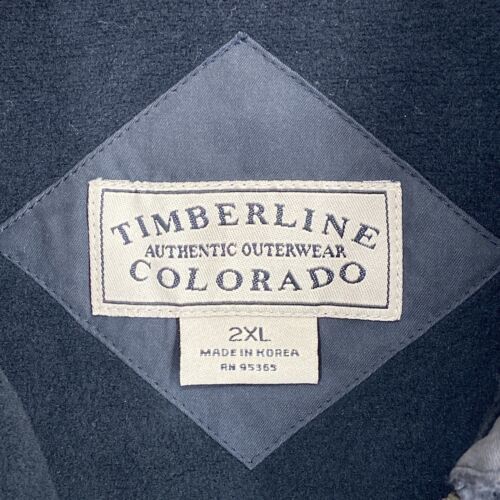 TIMBERLINE
AUTHENTIC OUTERWEAR
COLORADO
2XL
MADE IN KOREA
RN 95365